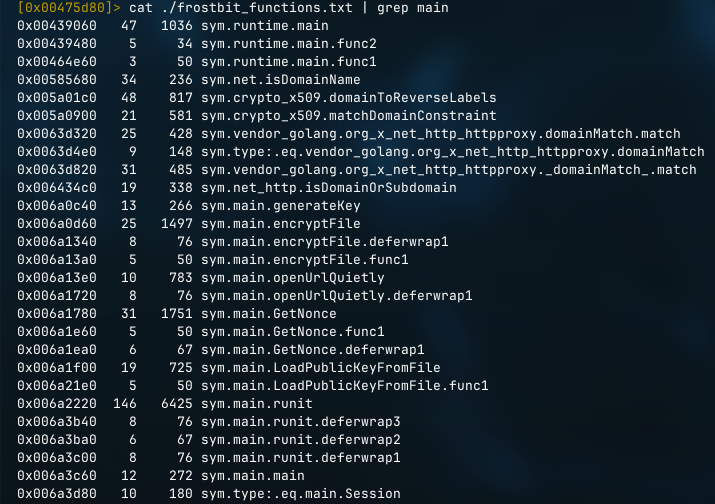 [0x00475d80]> cat ./frostbit_functions.txt | grep main
0x00439060 47 1036 sym.runtime.main
0x00439480 5 34 sym.runtime.main.func2
0x00464e60 3 50 sym.runtime.main.func1
0x00585680 34 236 sym.net.isDomainName
0x005a01c0 48 817 sym.crypto_x509.domainToReverseLabels
0x005a0900 21 581 sym.crypto_x509.matchDomainConstraint
0x0063d320 25 428 sym.vendor_golang.org_x_net_http_httpproxy.domainMatch.match
0x0063d4e0 9 148 sym.type:.eq.vendor_golang.org_x_net_http_httpproxy.domainMatch
0x0063d820 31 485 sym.vendor_golang.org_x_net_http_httpproxy._domainMatch_.match
0x006434c0 19 338 sym.net_http.isDomainOrSubdomain
0x006a0c40 13 266 sym.main.generateKey
0x006a0d60 25 1497 sym.main.encryptFile
0x006a1340 8 76 sym.main.encryptFile.deferwrap1
0x006a13a0 5 50 sym.main.encryptFile.func1
0x006a13e0 10 783 sym.main.openUrlQuietly
0x006a1720 8 76 sym.main.openUrlQuietly.deferwrap1
0x006a1780 31 1751 sym.main.GetNonce
0x006a1e60 5 50 sym.main.GetNonce.func1
0x006a1ea0 6 67 sym.main.GetNonce.deferwrap1
0x006a1f00 19 725 sym.main.LoadPublicKeyFromFile
0x006a21e0 5 50 sym.main.LoadPublicKeyFromFile.func1
0x006a2220 146 6425 sym.main.runit
0x006a3b40 8 76 sym.main.runit.deferwrap3
0x006a3ba0 6 67 sym.main.runit.deferwrap2
0x006a3c00 8 76 sym.main.runit.deferwrap1
0x006a3c60 12 272 sym.main.main
0x006a3d80 10 180 sym.type:.eq.main.Session